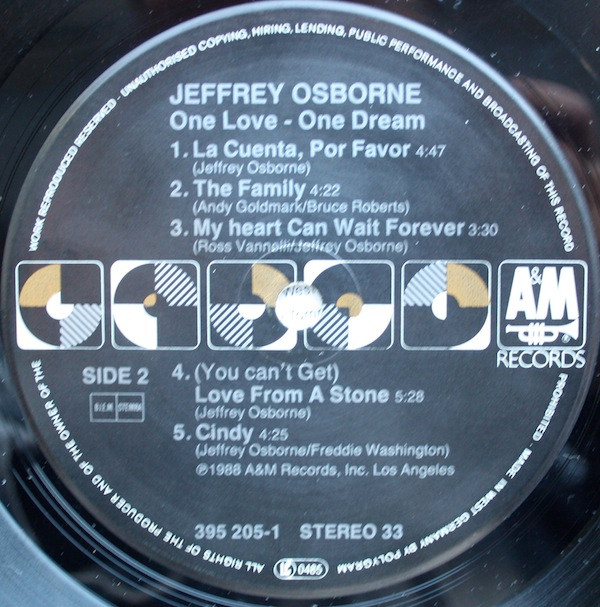 WORK REPRODUCED RESERVED - UNAUTHORISED COPYING, HIRING, LENDING, PUBLIC PERFORMANCE AND BROADCASTING OF THIS RECORD
JEFFREY OSBORNE
One Love - One Dream
1. La Cuenta, Por Favor 4:47
(Jeffrey Osborne)
2. The Family 4:22
(Andy Goldmark/Bruce Roberts)
3. My heart Can Wait Forever 3:30
(Ross Vannelli/Jeffrey Osborne)
A&M
®
RECORDS
SIDE 2
B.I.E.M. STEMRA
4. (You can't Get)
Love From A Stone 5:28
(Jeffrey Osborne)
5. Cindy 4:25
(Jeffrey Osborne/Freddie Washington)
℗1988 A&M Records, Inc. Los Angeles
395 205-1 STEREO 33
LC 0485
PROHIBITED - MADE IN WEST GERMANY BY POLYGRAM
ALL RIGHTS OF THE PRODUCER AND OF THE OWNER OF THE